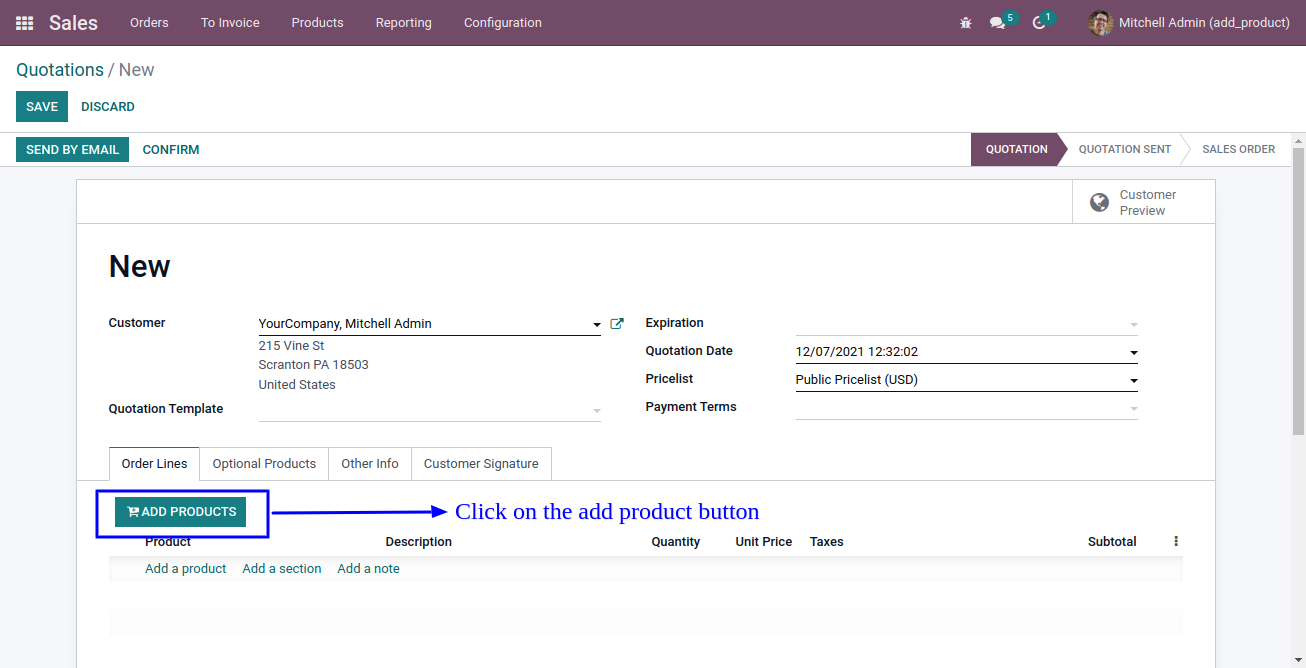 Sales Orders To Invoice Products Reporting Configuration 5 1 Mitchell Admin (add_product)
Quotations / New
SAVE DISCARD
SEND BY EMAIL CONFIRM QUOTATION QUOTATION SENT SALES ORDER
Customer
Preview
New
Customer YourCompany, Mitchell Admin Expiration
215 Vine St Quotation Date 12/07/2021 12:32:02
Scranton PA 18503
United States Pricelist Public Pricelist (USD)
Quotation Template Payment Terms
Order Lines Optional Products Other Info Customer Signature
ADD PRODUCTS Click on the add product button
Product Description Quantity Unit Price Taxes Subtotal
Add a product Add a section Add a note